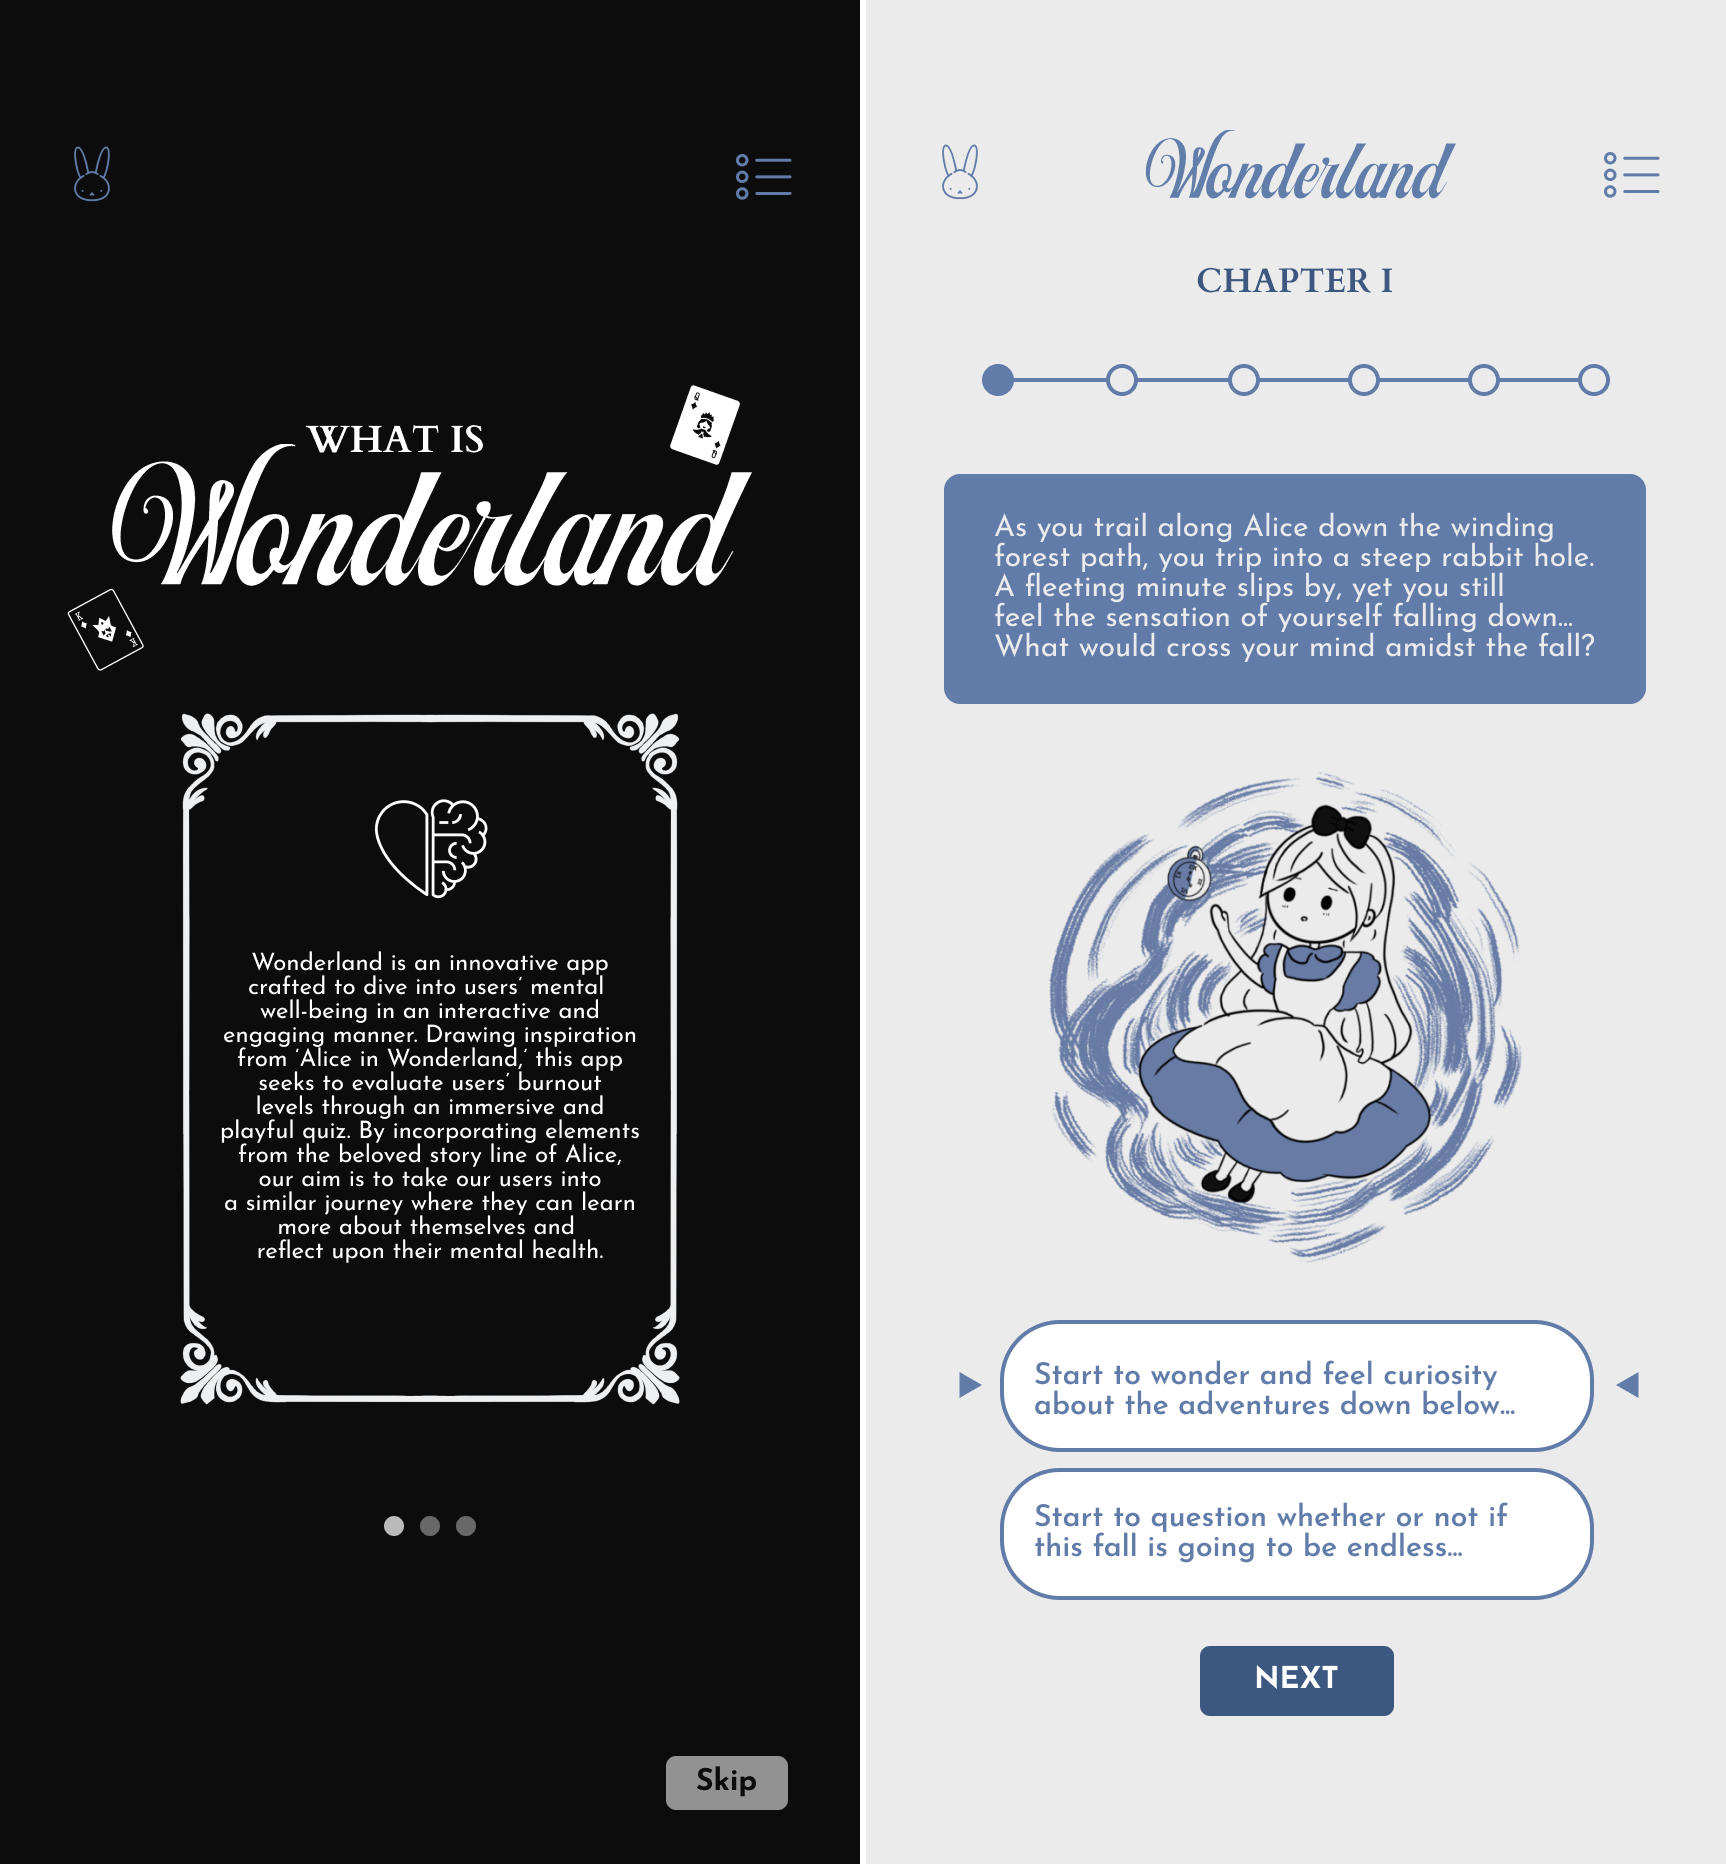 WHAT IS
Wonderland
Q
Q
K
K
Wonderland is an innovative app
crafted to dive into users’ mental
well-being in an interactive and
engaging manner. Drawing inspiration
from ‘Alice in Wonderland,’ this app
seeks to evaluate users’ burnout
levels through an immersive and
playful quiz. By incorporating elements
from the beloved story line of Alice,
our aim is to take our users into
a similar journey where they can learn
more about themselves and
reflect upon their mental health.
Skip
Wonderland
CHAPTER I
As you trail along Alice down the winding
forest path, you trip into a steep rabbit hole.
A fleeting minute slips by, yet you still
feel the sensation of yourself falling down...
What would cross your mind amidst the fall?
Start to wonder and feel curiosity
about the adventures down below...
Start to question whether or not if
this fall is going to be endless...
NEXT